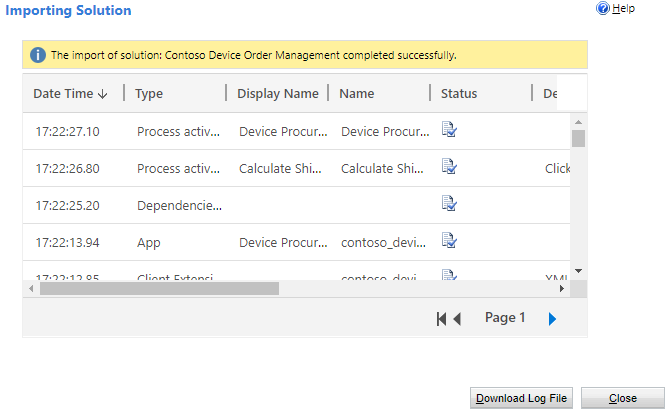 Importing Solution
Help
The import of solution: Contoso Device Order Management completed successfully.
Date Time Type Display Name Name Status De
17:22:27.10 Process activ... Device Procur... Device Procur...
17:22:26.80 Process activ... Calculate Shi... Calculate Shi... Click
17:22:25.20 Dependencie...
17:22:13.94 App Device Procur... contoso_devi...
17:22:12.85 Client Extensi... contoso_devi... XML
Page 1
Download Log File Close